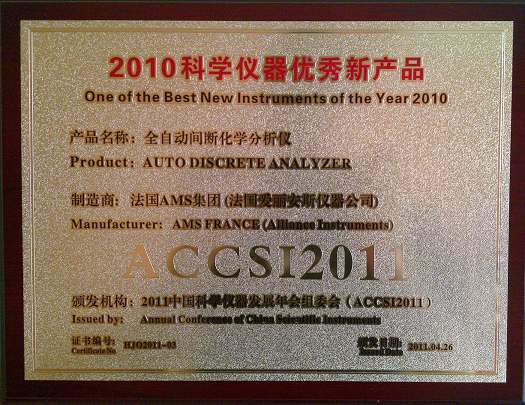 2010科学仪器优秀新产品
One of the Best New Instruments of the Year 2010
产品名称：全自动间断化学分析仪
Product：AUTO DISCRETE ANALYZER
制造商：法国AMS集团 (法国爱丽安斯仪器公司)
Manufacturer：AMS FRANCE (Alliance Instruments)
ACCSI2011
颁发机构：2011中国科学仪器发展年会组委会（ACCSI2011）
Issued by： Annual Conference of China Scientific Instruments
证书编号： HJ02011-03 颁发日期： 2011.04.26
Certificate No Issued Date